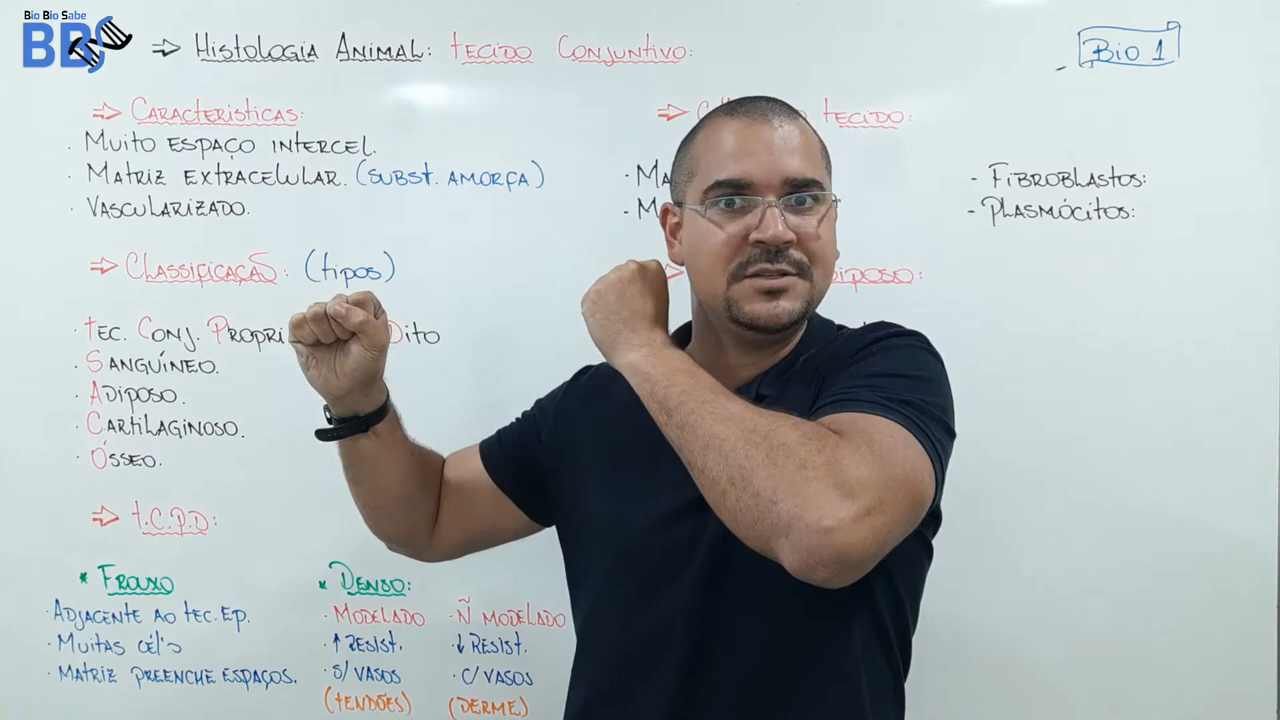 Bio Bio Sabe
BBS
⇨ Histologia Animal: tecido Conjuntivo:
Bio 1
⇨ Características:
· Muito espaço intercel.
· Matriz extracelular. (subst. amorfa)
· Vascularizado.
⇨ Classificação: (tipos)
· tec. Conj. Propri Dito
· Sanguíneo.
· Adiposo.
· Cartilaginoso.
· Ósseo.
⇨ t.C.P.D:
* Frouxo
· Adjacente ao tec. Ep.
· Muitas cél's
· Matriz preenche espaços.
* Denso:
· Modelado
· ↑ Resist.
· s/ vasos
(tendões)
· Ñ modelado
· ↓ Resist.
· c/ vasos
(derme)
⇨ tecido:
- Fibroblastos:
- Plasmócitos: